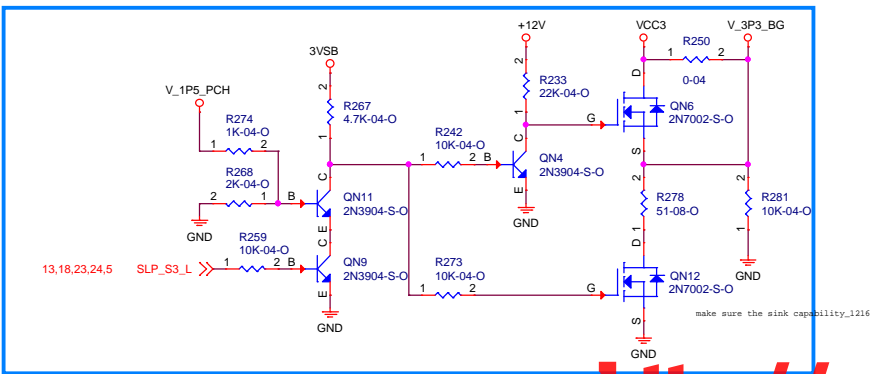 +12V
VCC3
V_3P3_BG
R250
1
2
0-04
3VSB
V_1P5_PCH
R274
1K-04-O
1
2
2
R267
4.7K-04-O
1
2
R233
22K-04-O
1
D
G
QN6
2N7002-S-O
S
R242
10K-04-O
1
2
B
C
QN4
2N3904-S-O
E
GND
R268
2K-04-O
2
1
GND
B
C
QN11
2N3904-S-O
E
2
R278
51-08-O
1
2
R281
10K-04-O
1
GND
13,18,23,24,5
SLP_S3_L
R259
10K-04-O
1
2
B
C
QN9
2N3904-S-O
E
GND
R273
10K-04-O
1
2
D
G
QN12
2N7002-S-O
S
GND
make sure the sink capability_1216